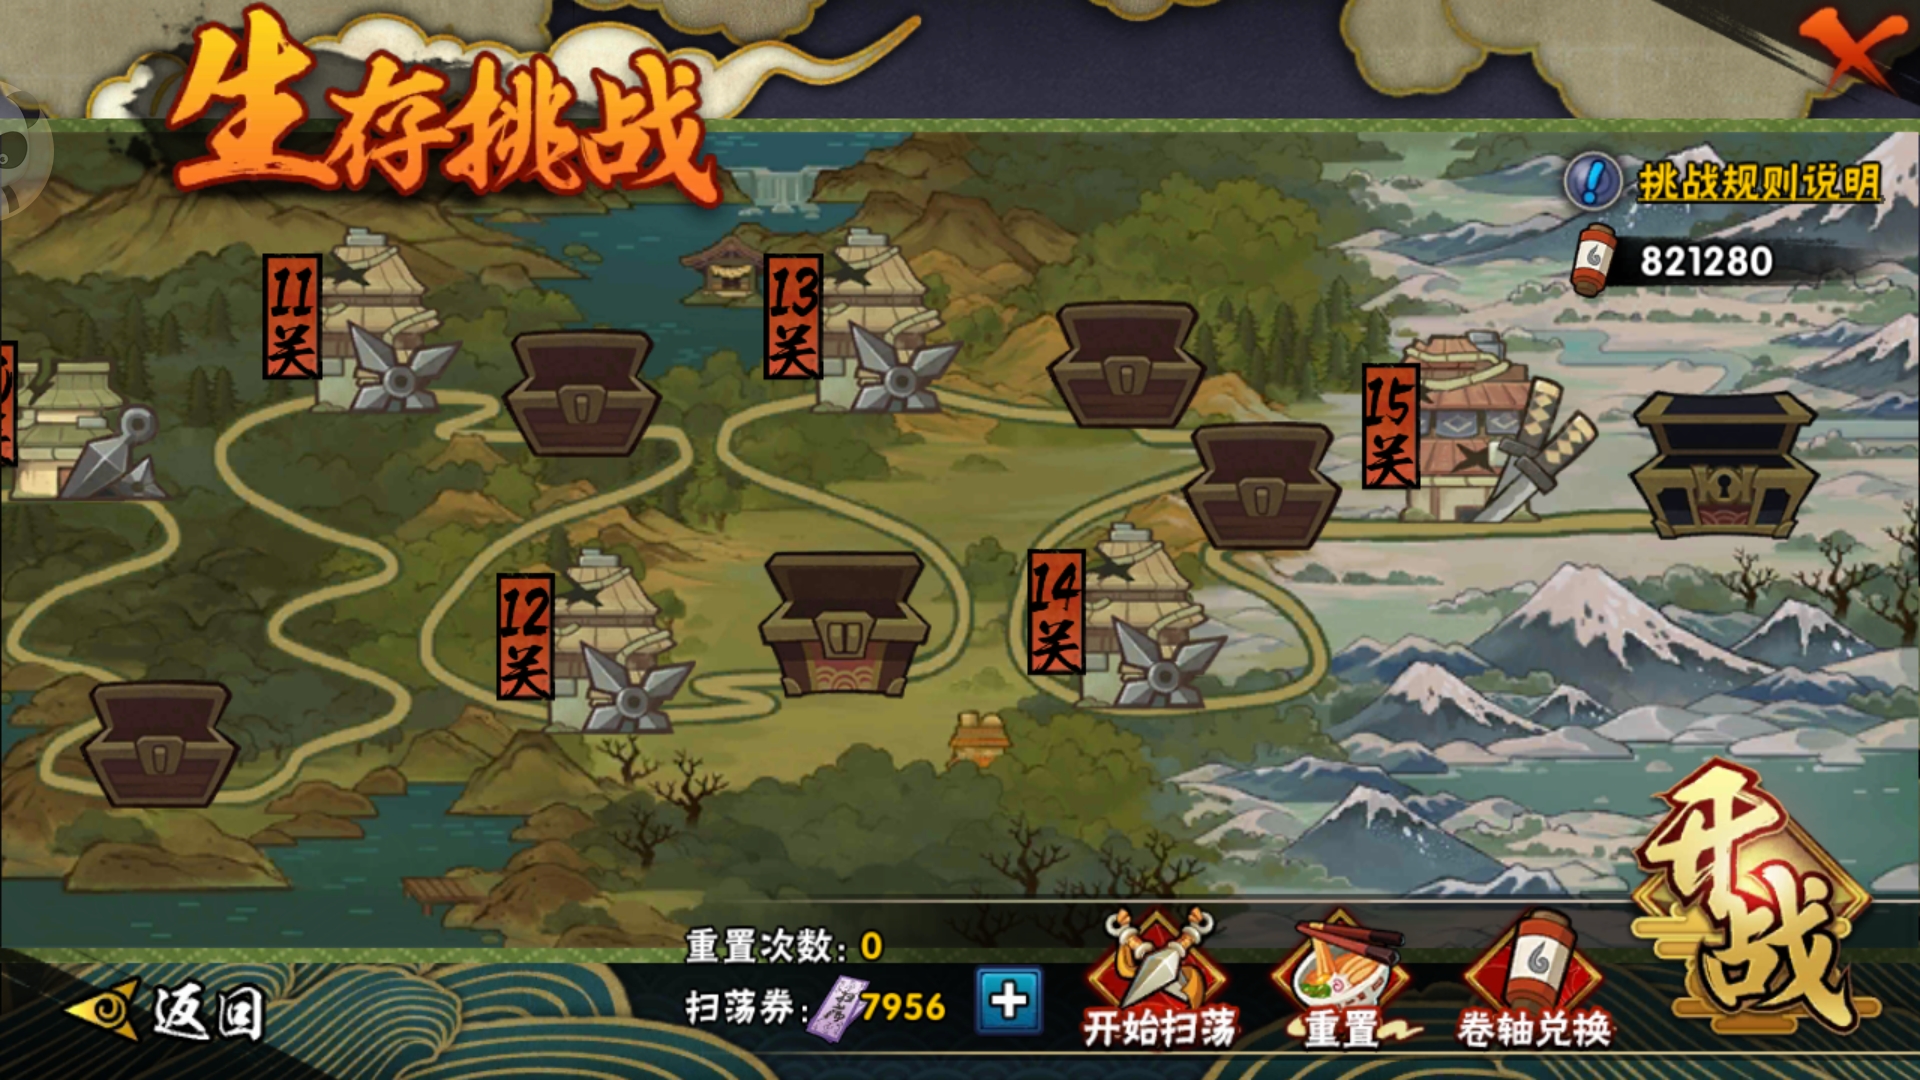 生存挑战
挑战规则说明
821280
11关
13关
15关
12关
14关
重置次数:0
扫荡券:7956
开始扫荡
重置
卷轴兑换
开战
返回